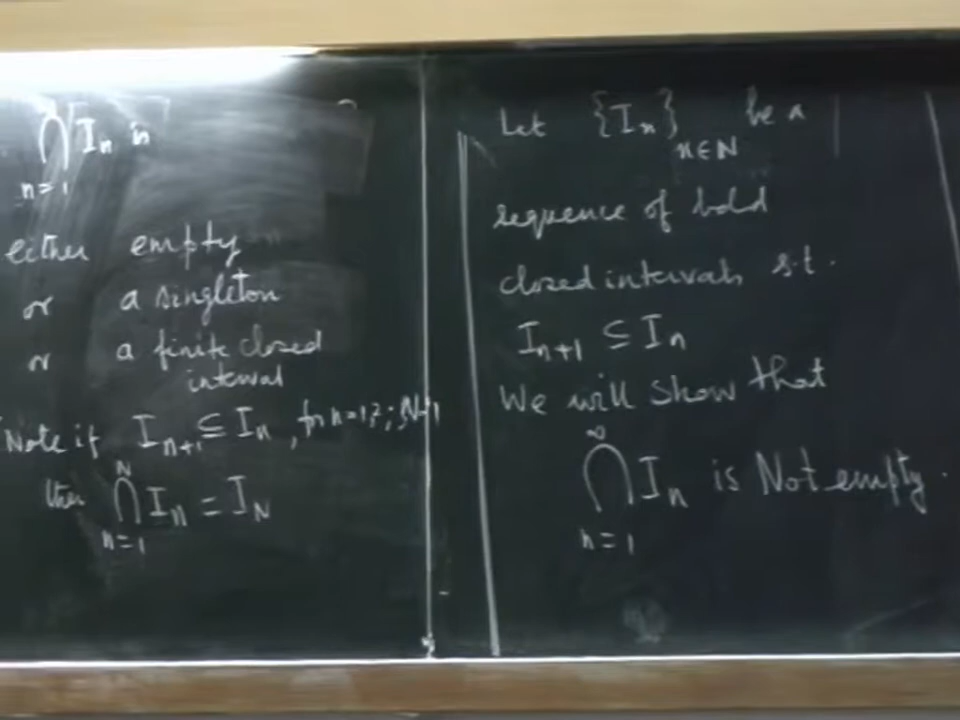 ⋂ I_n is
n=1
either empty
or a singleton
or a finite closed
interval
Note if I_{n+1} ⊆ I_n , for n=1,2,; N-1
then ⋂_{n=1}^{N} I_n = I_N
Let {I_n}_{n∈N} be a
sequence of bdd
closed intervals s.t.
I_{n+1} ⊆ I_n
We will show that
⋂_{n=1}^{∞} I_n is Not empty.